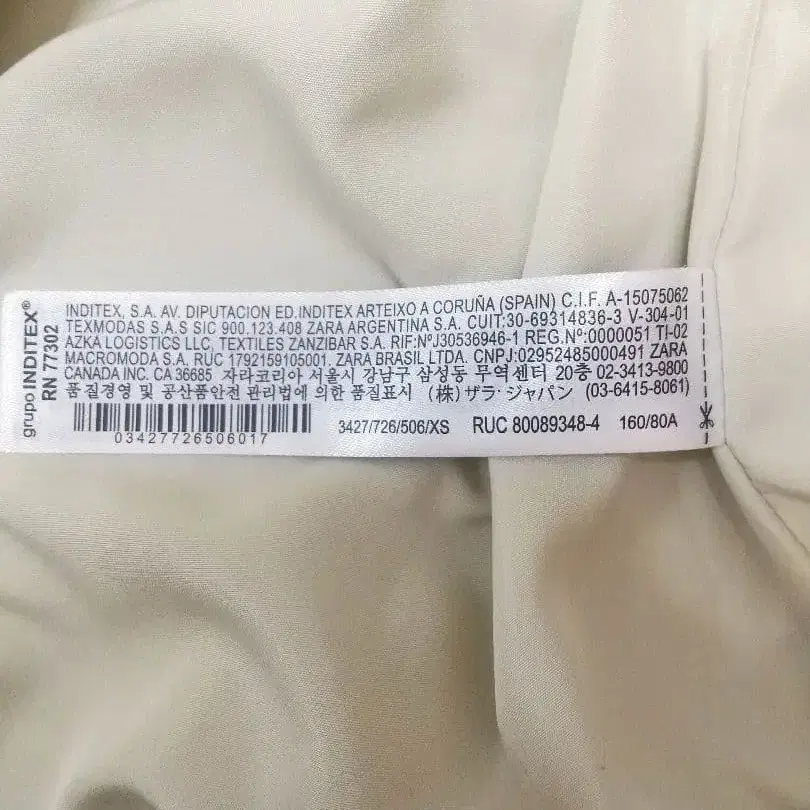 grupo INDITEX®
RN 77302
INDITEX, S.A. AV. DIPUTACION ED.INDITEX ARTEIXO A CORUÑA (SPAIN) C.I.F. A-15075062
TEXMODAS S.A.S SIC 900.123.408 ZARA ARGENTINA S.A. CUIT:30-69314836-3 V-304-01
AZKA LOGISTICS LLC, TEXTILES ZANZIBAR S.A. RIF:NºJ30536946-1 REG.Nº:0000051 TI-02
MACROMODA S.A. RUC 1792159105001. ZARA BRASIL LTDA. CNPJ:02952485000491 ZARA
CANADA INC. CA 36685 자라코리아 서울시 강남구 삼성동 무역센터 20층 02-3413-9800
품질경영 및 공산품안전 관리법에 의한 품질표시 (株) ザラ・ジャパン (03-6415-8061)
03427726506017
3427/726/506/XS RUC 80089348-4 160/80A